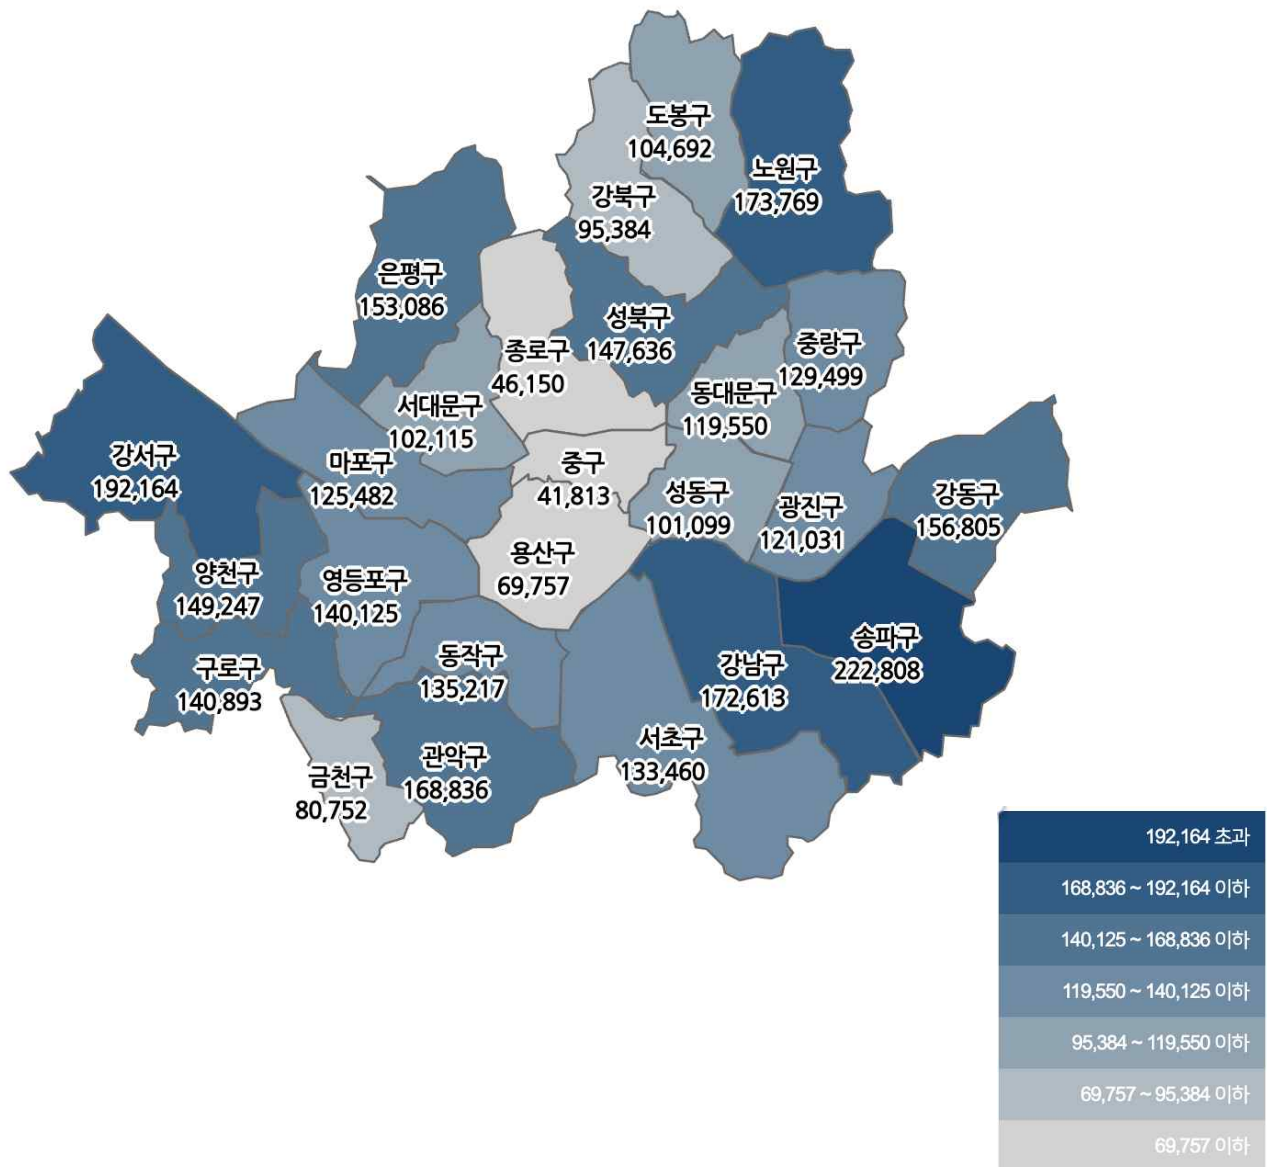 도봉구
104,692
노원구
173,769
강북구
95,384
은평구
153,086
성북구
147,636
종로구
46,150
중랑구
129,499
동대문구
119,550
서대문구
102,115
강서구
192,164
마포구
125,482
중구
41,813
성동구
101,099
광진구
121,031
강동구
156,805
양천구
149,247
영등포구
140,125
용산구
69,757
구로구
140,893
동작구
135,217
강남구
172,613
송파구
222,808
금천구
80,752
관악구
168,836
서초구
133,460
192,164 초과
168,836 ~ 192,164 이하
140,125 ~ 168,836 이하
119,550 ~ 140,125 이하
95,384 ~ 119,550 이하
69,757 ~ 95,384 이하
69,757 이하